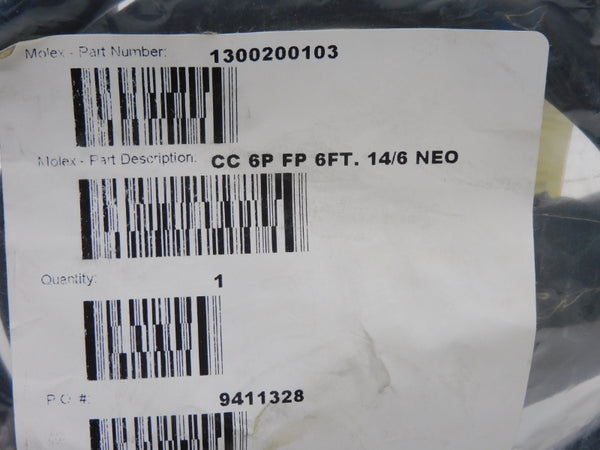 Molex - Part Number: 1300200103
Molex - Part Description: CC 6P FP 6FT. 14/6 NEO
Quantity: 1
P.O #: 9411328